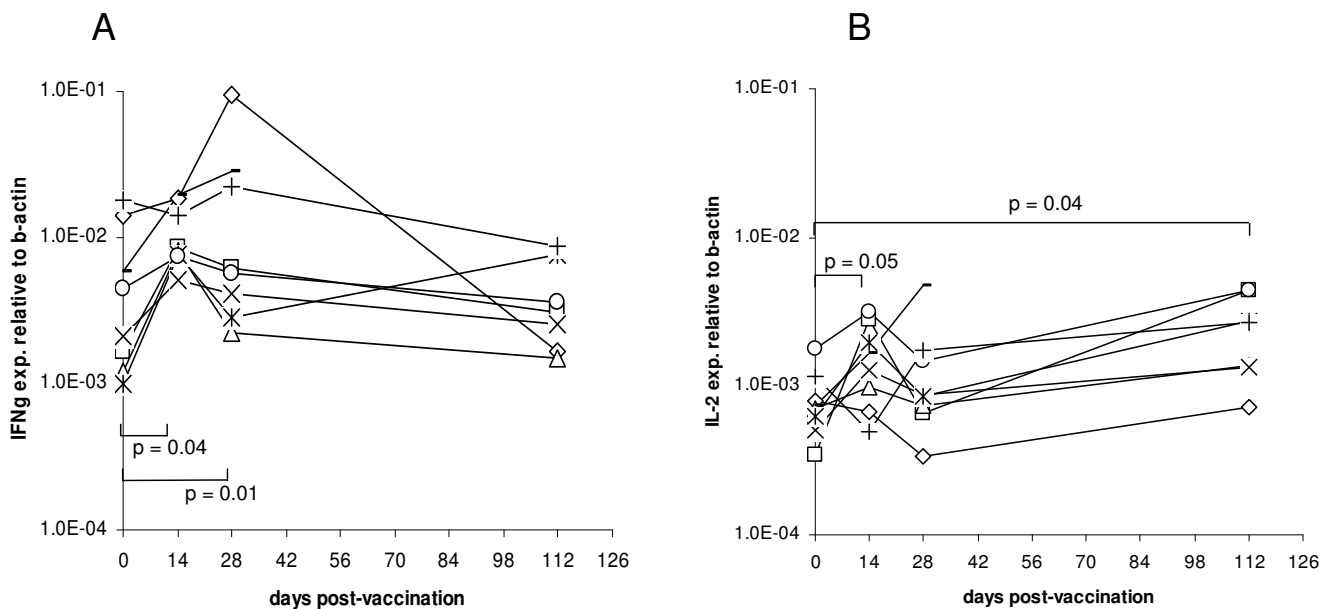 A
1.0E-01
1.0E-02
1.0E-03
1.0E-04
IFNg exp. relative to b-actin
p = 0.04
p = 0.01
0 14 28 42 56 70 84 98 112 126
days post-vaccination
B
1.0E-01
1.0E-02
1.0E-03
1.0E-04
IL-2 exp. relative to b-actin
p = 0.04
p = 0.05
0 14 28 42 56 70 84 98 112 126
days post-vaccination